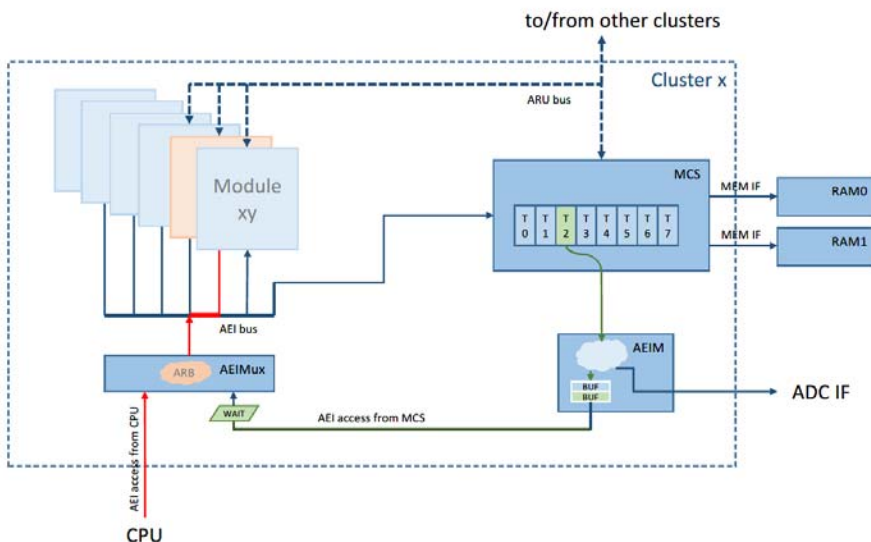 to/from other clusters
Cluster x
ARU bus
Module
xy
MCS
T T T T T T T T
0 1 2 3 4 5 6 7
MEM IF
RAM0
MEM IF
RAM1
AEI bus
AEIM
ARB
AEIMux
BUF
BUF
WAIT
AEI access from MCS
ADC IF
AEI access from CPU
CPU